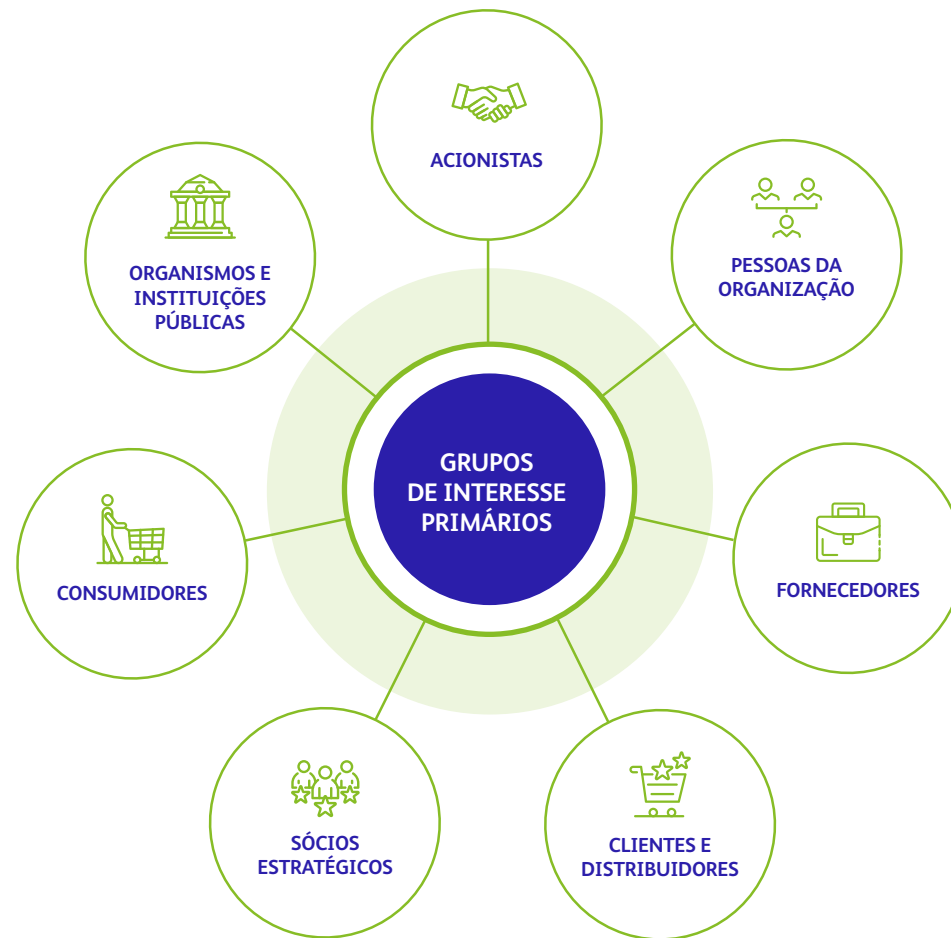 ACIONISTAS
PESSOAS DA
ORGANIZAÇÃO
ORGANISMOS E
INSTITUIÇÕES
PÚBLICAS
GRUPOS
DE INTERESSE
PRIMÁRIOS
CONSUMIDORES
FORNECEDORES
SÓCIOS
ESTRATÉGICOS
CLIENTES E
DISTRIBUIDORES